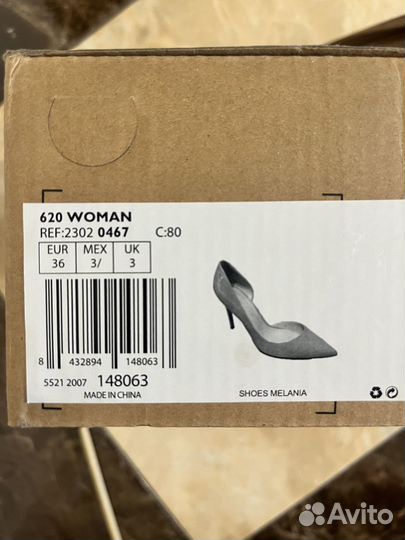 620 WOMAN
REF:2302 0467 C:80
EUR MEX UK
36 3/ 3
8 432894 148063
5521 2007 148063
MADE IN CHINA
SHOES MELANIA
Avito